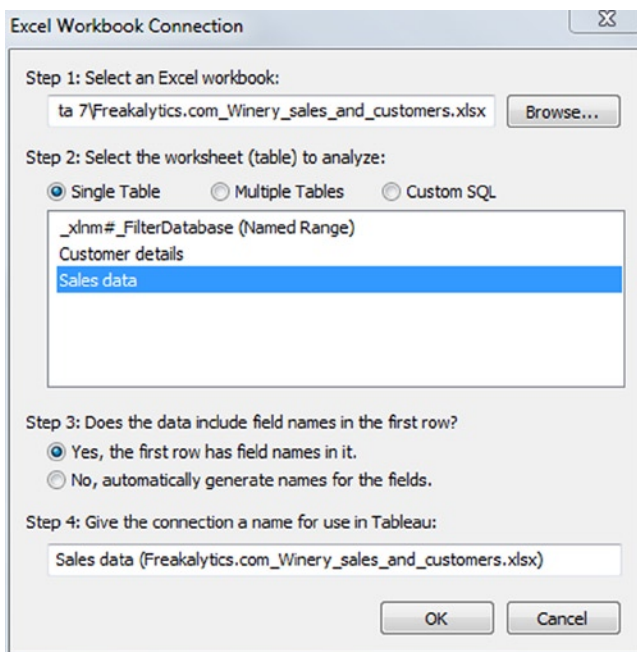 Excel Workbook Connection
Step 1: Select an Excel workbook:
ta 7\Freakalytics.com_Winery_sales_and_customers.xlsx Browse...
Step 2: Select the worksheet (table) to analyze:
Single Table Multiple Tables Custom SQL
_xlnm#_FilterDatabase (Named Range)
Customer details
Sales data
Step 3: Does the data include field names in the first row?
Yes, the first row has field names in it.
No, automatically generate names for the fields.
Step 4: Give the connection a name for use in Tableau:
Sales data (Freakalytics.com_Winery_sales_and_customers.xlsx)
OK Cancel